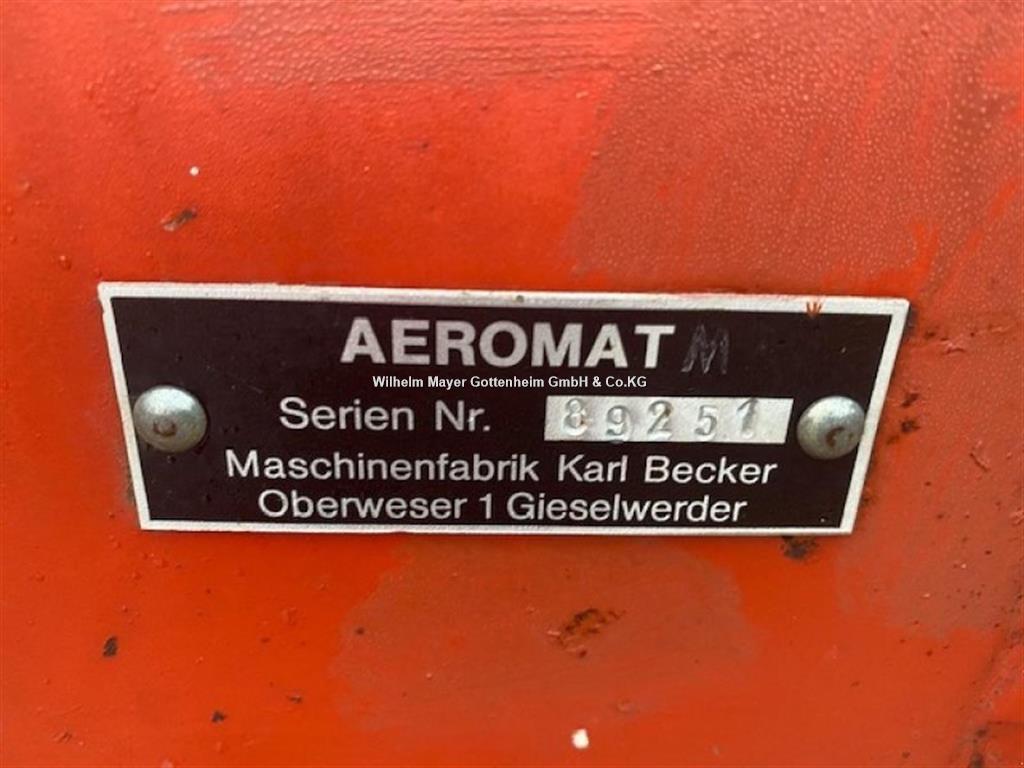 AEROMAT M
Wilhelm Mayer Gottenheim GmbH & Co.KG
Serien Nr. 89251
Maschinenfabrik Karl Becker
Oberweser 1 Gieselwerder